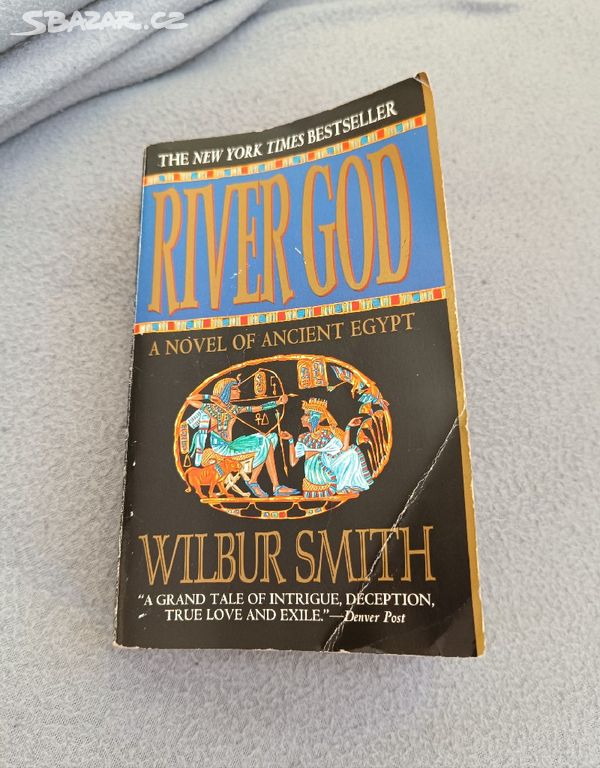 SBAZAR.CZ
THE NEW YORK TIMES BESTSELLER
RIVER GOD
A NOVEL OF ANCIENT EGYPT
WILBUR SMITH
"A GRAND TALE OF INTRIGUE, DECEPTION,
TRUE LOVE AND EXILE."—Denver Post